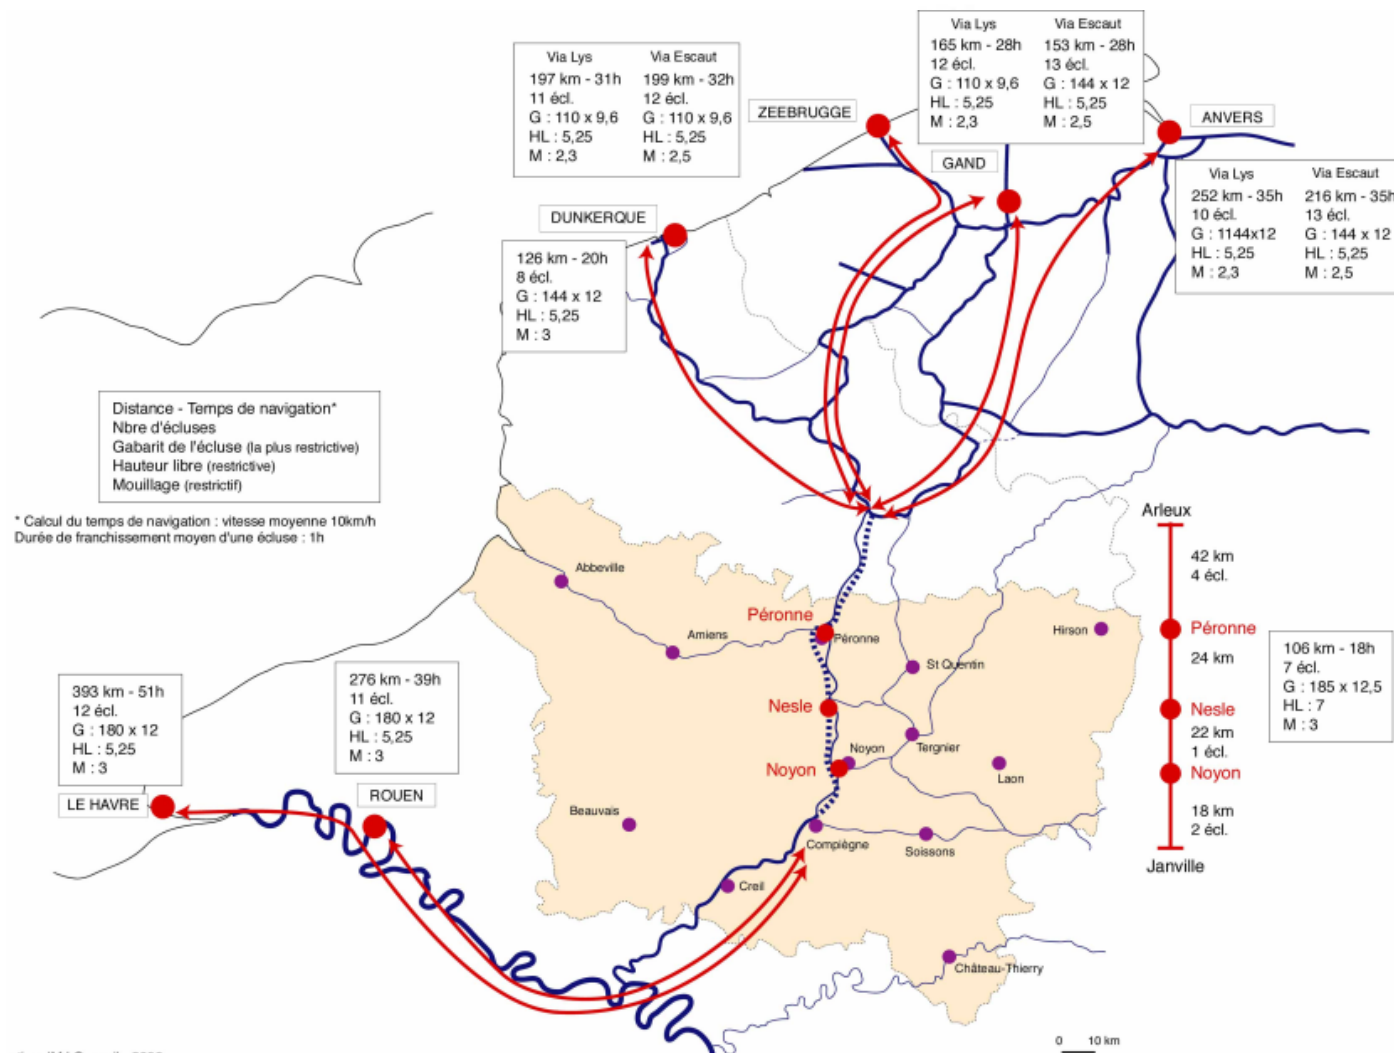 Via Lys
197 km - 31h
11 écl.
G : 110 x 9,6
HL : 5,25
M : 2,3
Via Escaut
199 km - 32h
12 écl.
G : 110 x 9,6
HL : 5,25
M : 2,5
Via Lys
165 km - 28h
12 écl.
G : 110 x 9,6
HL : 5,25
M : 2,3
Via Escaut
153 km - 28h
13 écl.
G : 144 x 12
HL : 5,25
M : 2,5
ZEEBRUGGE
ANVERS
GAND
Via Lys
252 km - 35h
10 écl.
G : 1144x12
HL : 5,25
M : 2,3
Via Escaut
216 km - 35h
13 écl.
G : 144 x 12
HL : 5,25
M : 2,5
DUNKERQUE
126 km - 20h
8 écl.
G : 144 x 12
HL : 5,25
M : 3
Distance - Temps de navigation*
Nbre d'écluses
Gabarit de l'écluse (la plus restrictive)
Hauteur libre (restrictive)
Mouillage (restrictif)
* Calcul du temps de navigation : vitesse moyenne 10km/h
Durée de franchissement moyen d'une écluse : 1h
Abbeville
Amiens
Péronne
Péronne
St Quentin
Hirson
Nesle
Noyon
Noyon
Tergnier
Laon
Beauvais
Compiègne
Soissons
Creil
Château-Thierry
393 km - 51h
12 écl.
G : 180 x 12
HL : 5,25
M : 3
LE HAVRE
276 km - 39h
11 écl.
G : 180 x 12
HL : 5,25
M : 3
ROUEN
Arleux
42 km
4 écl.
Péronne
24 km
Nesle
22 km
1 écl.
Noyon
18 km
2 écl.
Janville
106 km - 18h
7 écl.
G : 185 x 12,5
HL : 7
M : 3
0 10 km